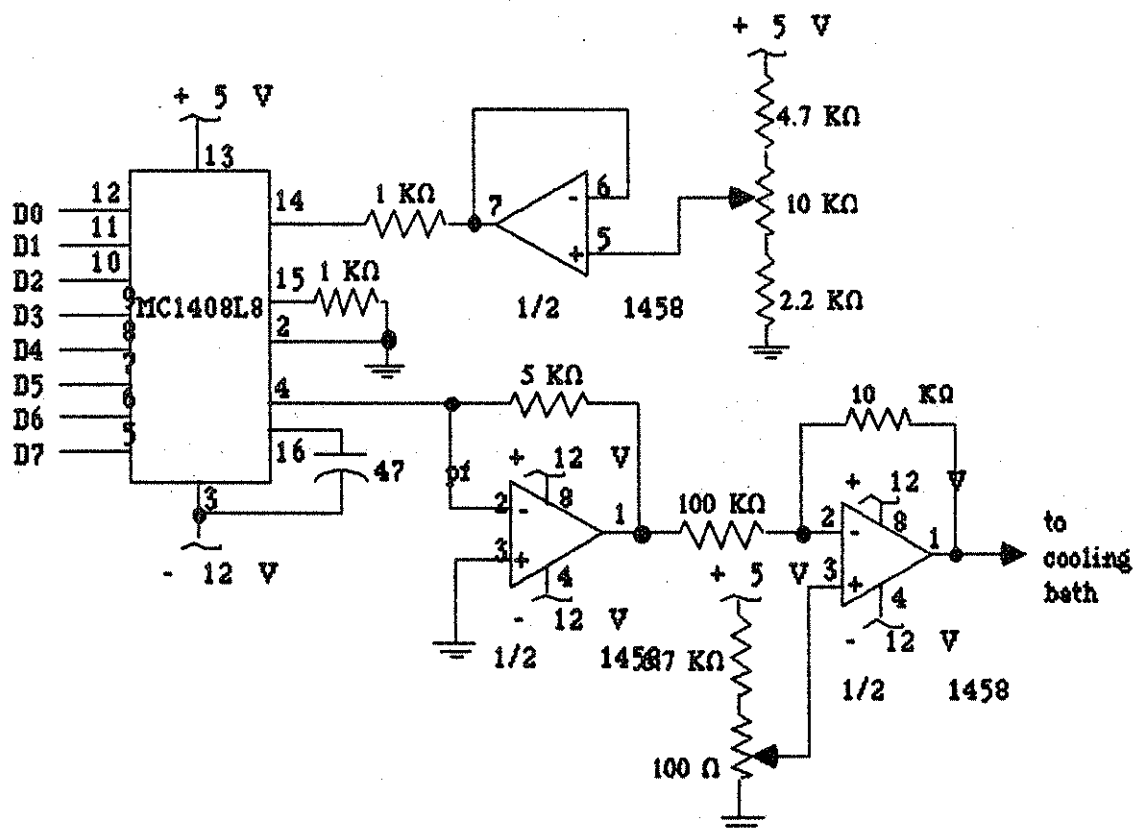 + 5 V
4.7 KΩ
10 KΩ
2.2 KΩ
+ 5 V
13
12
D0
11
D1
10
D2
9
D3
8
D4
D5
6
D6
5
D7
MC1408L8
14
1 KΩ
7
6
-
5
+
1/2 1458
15
1 KΩ
2
4
5 KΩ
16
47 pf
3
- 12 V
+ 12 V
2
-
8
1
3
+
4
- 12 V
1/2 1458
100 KΩ
10 KΩ
+ 12 V
2
-
8
1
3
+
4
- 12 V
1/2 1458
to
cooling
bath
+ 5 V
100 Ω